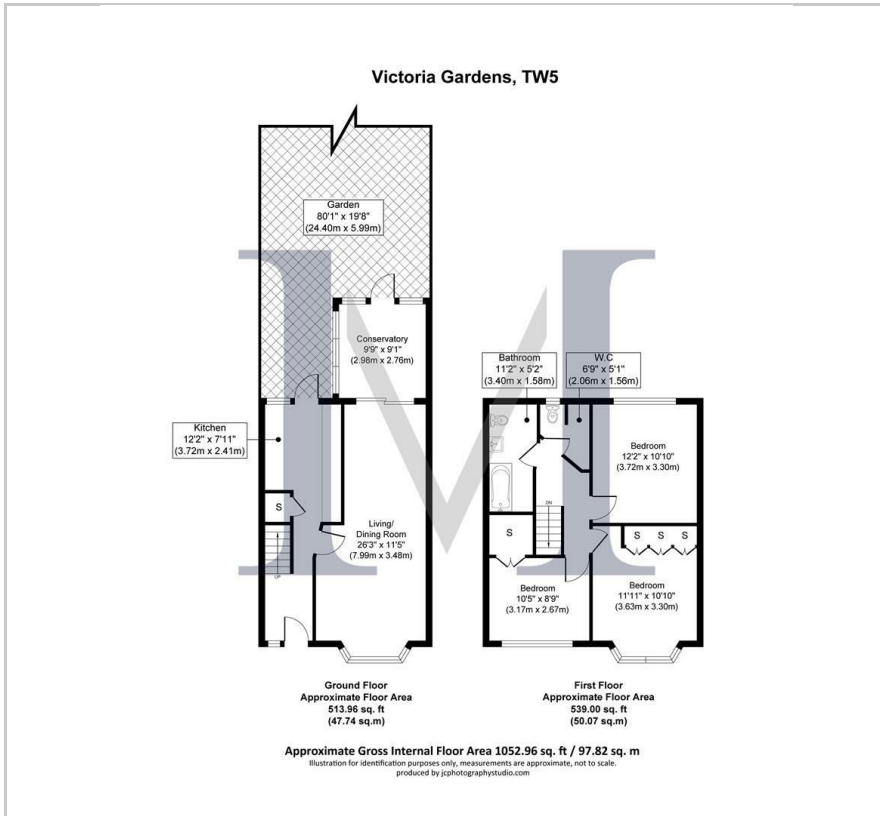 Victoria Gardens, TW5
Garden
80'1" x 19'8"
(24.40m x 5.99m)
Conservatory
9'9" x 9'1"
(2.98m x 2.76m)
Kitchen
12'2" x 7'11"
(3.72m x 2.41m)
S
Living/
Dining Room
26'3" x 11'5"
(7.99m x 3.48m)
UP
Ground Floor
Approximate Floor Area
513.96 sq. ft
(47.74 sq.m)
Bathroom
11'2" x 5'2"
(3.40m x 1.58m)
W.C
6'9" x 5'1"
(2.06m x 1.56m)
Bedroom
12'2" x 10'10"
(3.72m x 3.30m)
DN
S
S S S
Bedroom
10'5" x 8'9"
(3.17m x 2.67m)
Bedroom
11'11" x 10'10"
(3.63m x 3.30m)
First Floor
Approximate Floor Area
539.00 sq. ft
(50.07 sq.m)
Approximate Gross Internal Floor Area 1052.96 sq. ft / 97.82 sq. m
Illustration for identification purposes only, measurements are approximate, not to scale.
produced by jcphotographystudio.com
IMI